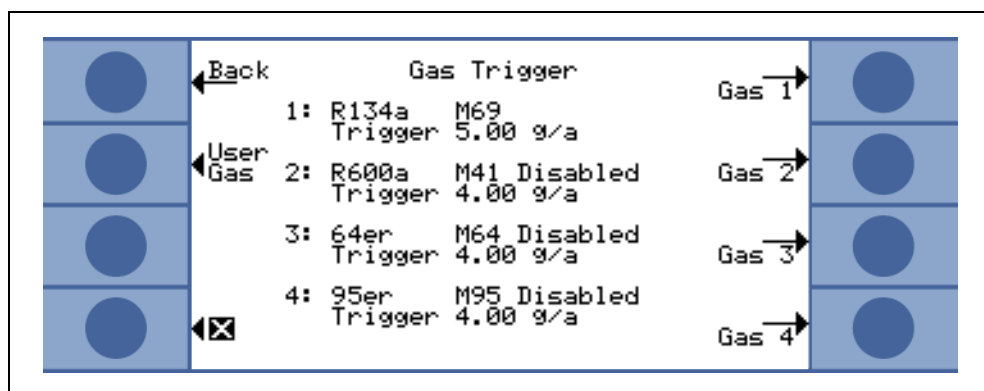 Back
Gas Trigger
Gas 1
1: R134a M69
Trigger 5.00 g/a
User
Gas
2: R600a M41 Disabled
Trigger 4.00 g/a
Gas 2
3: 64er M64 Disabled
Trigger 4.00 g/a
Gas 3
4: 95er M95 Disabled
Trigger 4.00 g/a
Gas 4